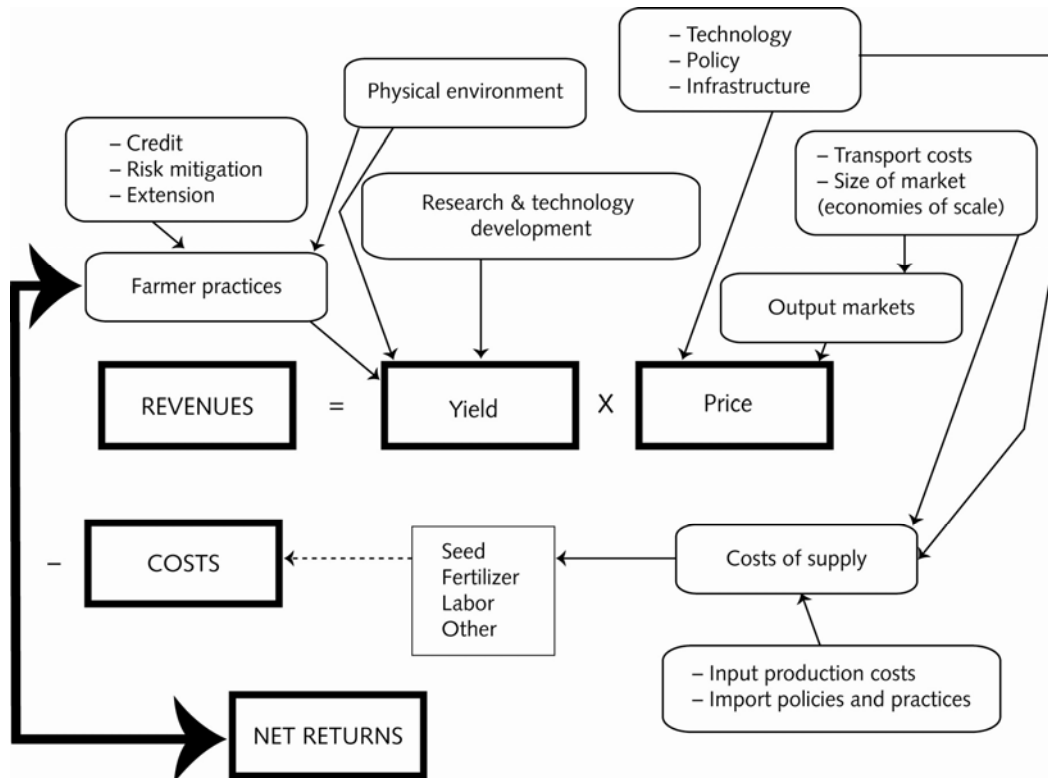 – Technology
– Policy
– Infrastructure
Physical environment
– Credit
– Risk mitigation
– Extension
– Transport costs
– Size of market
(economies of scale)
Research & technology
development
Farmer practices
Output markets
REVENUES = Yield X Price
– COSTS
Seed
Fertilizer
Labor
Other
Costs of supply
– Input production costs
– Import policies and practices
NET RETURNS